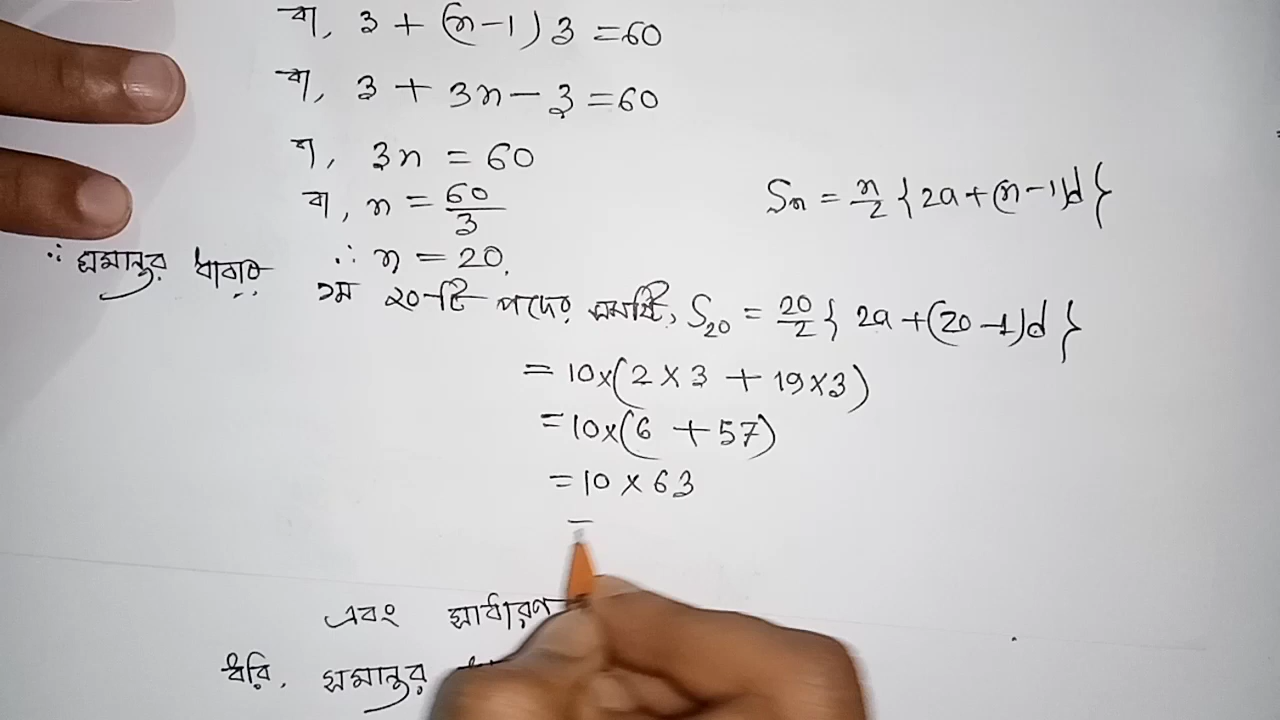 বা, 3 + (n-1) 3 = 60
বা, 3 + 3n - 3 = 60
বা, 3n = 60
বা, n = 60/3
Sn = n/2 {2a + (n-1)d}
∴ n = 20.
∴ সমান্তর ধারার ১ম ২০টি পদের সমষ্টি, S20 = 20/2 { 2a + (20-1)d }
= 10×(2×3 + 19×3)
= 10×(6 + 57)
= 10 × 63
এবং সাধারণ
ধরি, সমান্তর